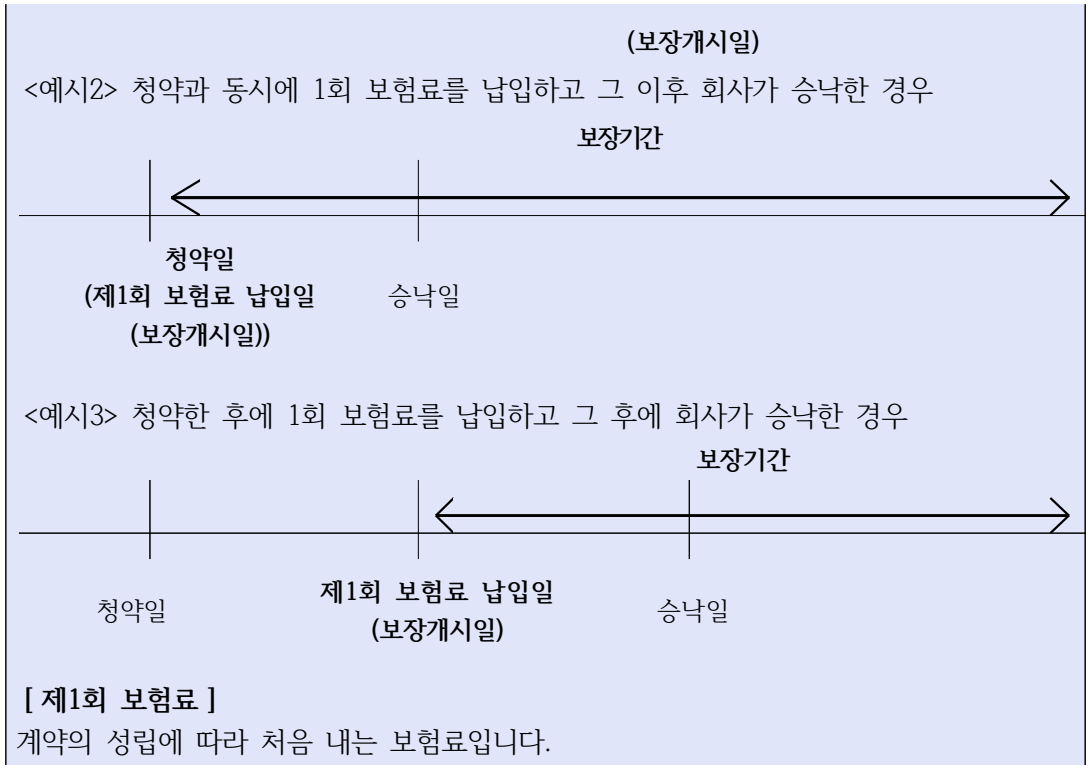 (보장개시일)
<예시2> 청약과 동시에 1회 보험료를 납입하고 그 이후 회사가 승낙한 경우
보장기간
청약일
(제1회 보험료 납입일 승낙일
(보장개시일))
<예시3> 청약한 후에 1회 보험료를 납입하고 그 후에 회사가 승낙한 경우
보장기간
청약일 제1회 보험료 납입일 승낙일
(보장개시일)
[ 제1회 보험료 ]
계약의 성립에 따라 처음 내는 보험료입니다.